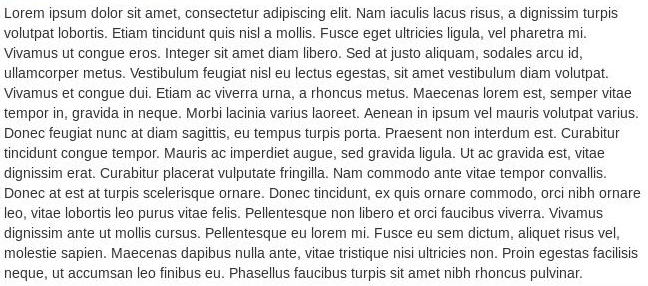 Lorem ipsum dolor sit amet, consectetur adipiscing elit. Nam iaculis lacus risus, a dignissim turpis
volutpat lobortis. Etiam tincidunt quis nisl a mollis. Fusce eget ultricies ligula, vel pharetra mi.
Vivamus ut congue eros. Integer sit amet diam libero. Sed at justo aliquam, sodales arcu id,
ullamcorper metus. Vestibulum feugiat nisl eu lectus egestas, sit amet vestibulum diam volutpat.
Vivamus et congue dui. Etiam ac viverra urna, a rhoncus metus. Maecenas lorem est, semper vitae
tempor in, gravida in neque. Morbi lacinia varius laoreet. Aenean in ipsum vel mauris volutpat varius.
Donec feugiat nunc at diam sagittis, eu tempus turpis porta. Praesent non interdum est. Curabitur
tincidunt congue tempor. Mauris ac imperdiet augue, sed gravida ligula. Ut ac gravida est, vitae
dignissim erat. Curabitur placerat vulputate fringilla. Nam commodo ante vitae tempor convallis.
Donec at est at turpis scelerisque ornare. Donec tincidunt, ex quis ornare commodo, orci nibh ornare
leo, vitae lobortis leo purus vitae felis. Pellentesque non libero et orci faucibus viverra. Vivamus
dignissim ante ut mollis cursus. Pellentesque eu lorem mi. Fusce eu sem dictum, aliquet risus vel,
molestie sapien. Maecenas dapibus nulla ante, vitae tristique nisi ultricies non. Proin egestas facilisis
neque, ut accumsan leo finibus eu. Phasellus faucibus turpis sit amet nibh rhoncus pulvinar.